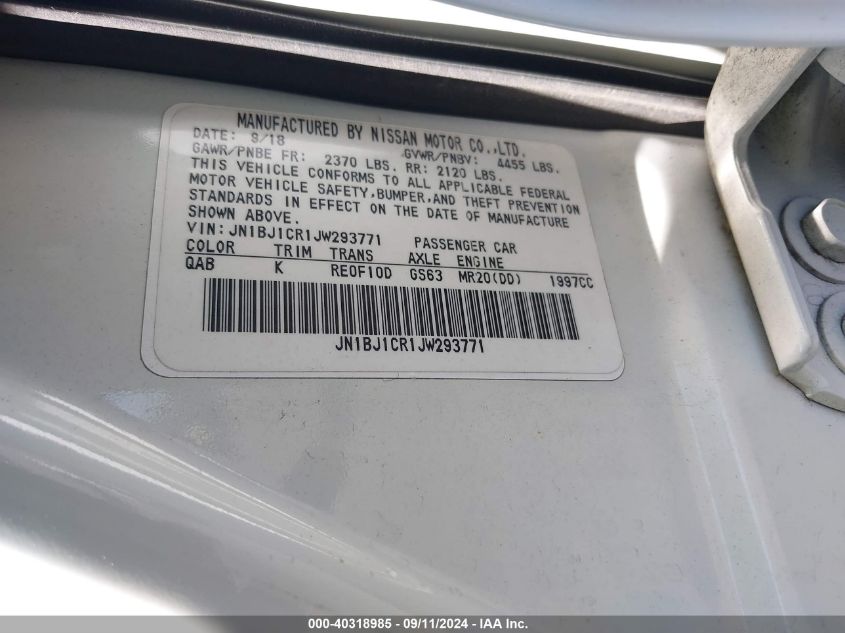 MANUFACTURED BY NISSAN MOTOR CO.,LTD.
DATE: 9/18 GVWR/PNBV: 4455 LBS.
GAWR/PNBE FR: 2370 LBS. RR: 2120 LBS.
THIS VEHICLE CONFORMS TO ALL APPLICABLE FEDERAL
MOTOR VEHICLE SAFETY,BUMPER,AND THEFT PREVENTION
STANDARDS IN EFFECT ON THE DATE OF MANUFACTURE
SHOWN ABOVE.
VIN:JN1BJ1CR1JW293771 PASSENGER CAR
COLOR TRIM TRANS AXLE ENGINE
QAB K RE0F10D GS63 MR20(DD) 1997CC
JN1BJ1CR1JW293771
000-40318985 - 09/11/2024 - IAA Inc.